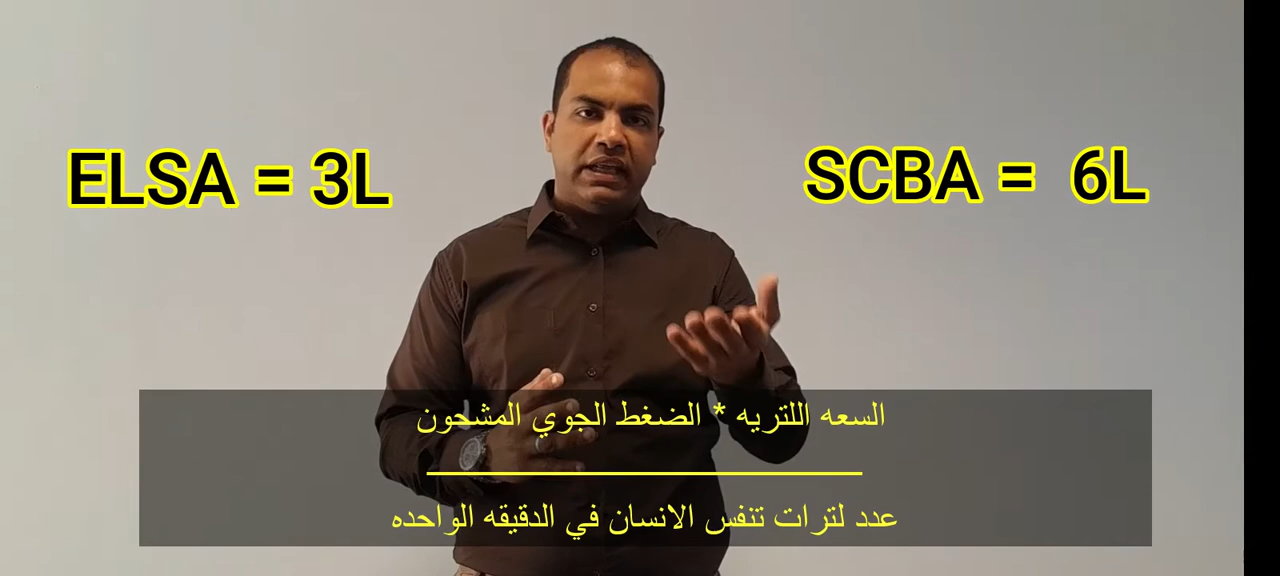 ELSA = 3L
SCBA = 6L
السعه اللتريه * الضغط الجوي المشحون
عدد لترات تنفس الانسان في الدقيقه الواحده